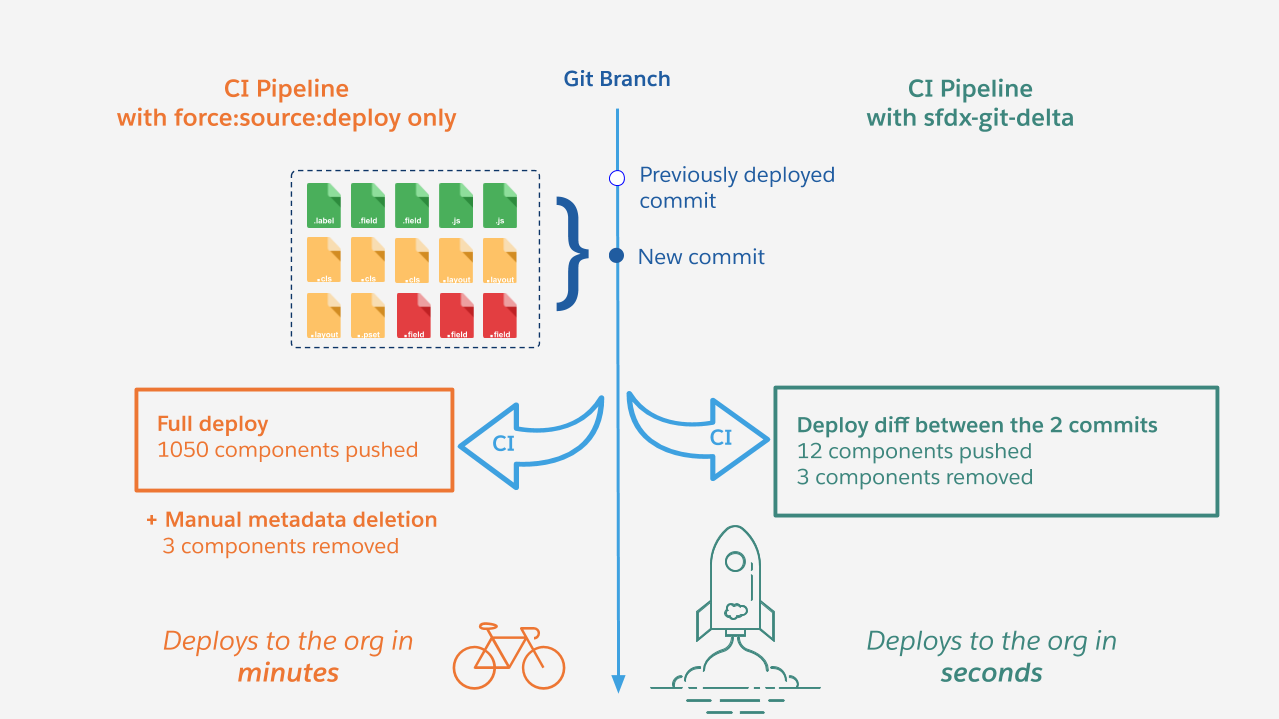 CI Pipeline
with force:source:deploy only
Git Branch
CI Pipeline
with sfdx-git-delta
Previously deployed
commit
New commit
.label
.field
.field
.js
.js
.cls
.cls
.cls
.layout
.layout
.layout
.pset
.field
.field
.field
}
Full deploy
1050 components pushed
CI
CI
Deploy diff between the 2 commits
12 components pushed
3 components removed
+ Manual metadata deletion
3 components removed
Deploys to the org in
minutes
Deploys to the org in
seconds